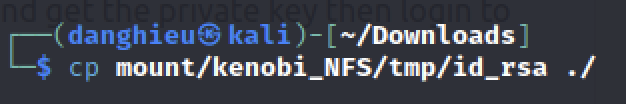 nd get the private key then login to
┌──(danghieu㉿kali)-[~/Downloads]
└─$ cp mount/kenobi_NFS/tmp/id_rsa ./